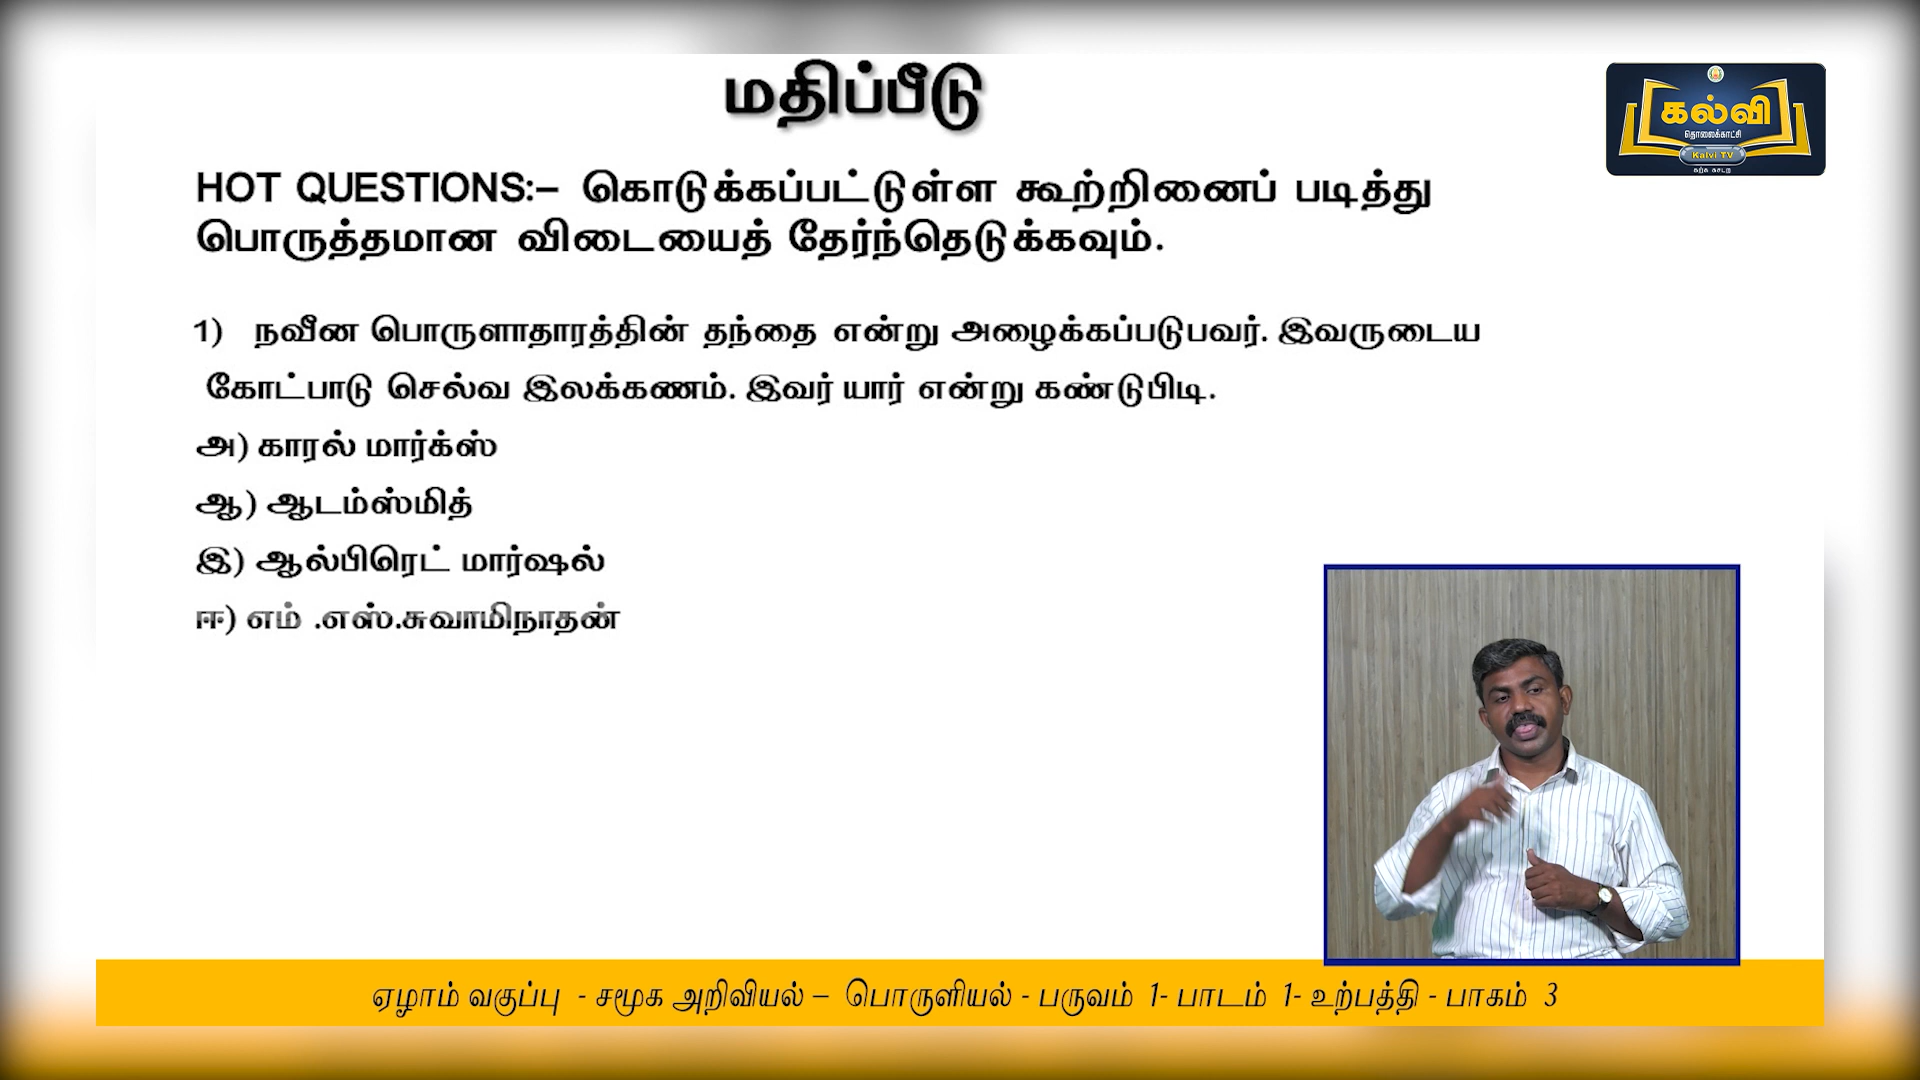 மதிப்பீடு
கல்வி
தொலைக்காட்சி
Kalvi TV
கற்க கசடற
HOT QUESTIONS:– கொடுக்கப்பட்டுள்ள கூற்றினைப் படித்து
பொருத்தமான விடையைத் தேர்ந்தெடுக்கவும்.
1) நவீன பொருளாதாரத்தின் தந்தை என்று அழைக்கப்படுபவர். இவருடைய
கோட்பாடு செல்வ இலக்கணம். இவர் யார் என்று கண்டுபிடி.
அ) காரல் மார்க்ஸ்
ஆ) ஆடம்ஸ்மித்
இ) ஆல்பிரெட் மார்ஷல்
ஈ) எம் .எஸ்.சுவாமிநாதன்
ஏழாம் வகுப்பு - சமூக அறிவியல் – பொருளியல் - பருவம் 1- பாடம் 1- உற்பத்தி - பாகம் 3